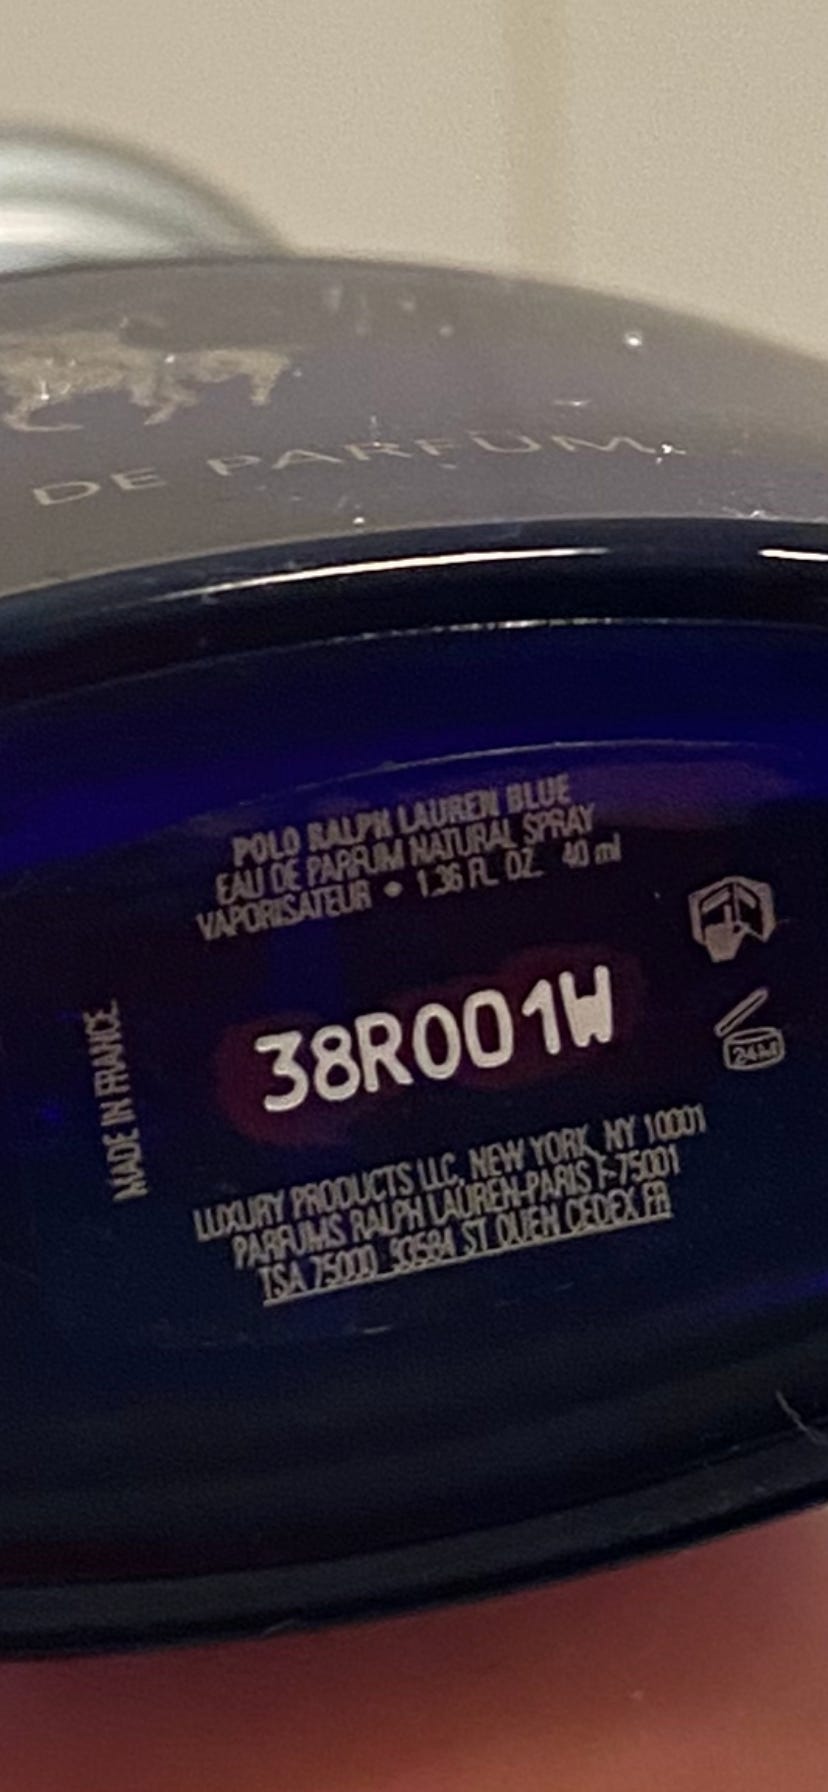 DE PARFUM
POLO RALPH LAUREN BLUE
EAU DE PARFUM NATURAL SPRAY
VAPORISATEUR • 1.36 FL. OZ. 40 ml
MADE IN FRANCE
38R001W
24M
LUXURY PRODUCTS LLC, NEW YORK, NY 10001
PARFUMS RALPH LAUREN-PARIS F-75001
TSA 75000 93584 ST OUEN CEDEX FR